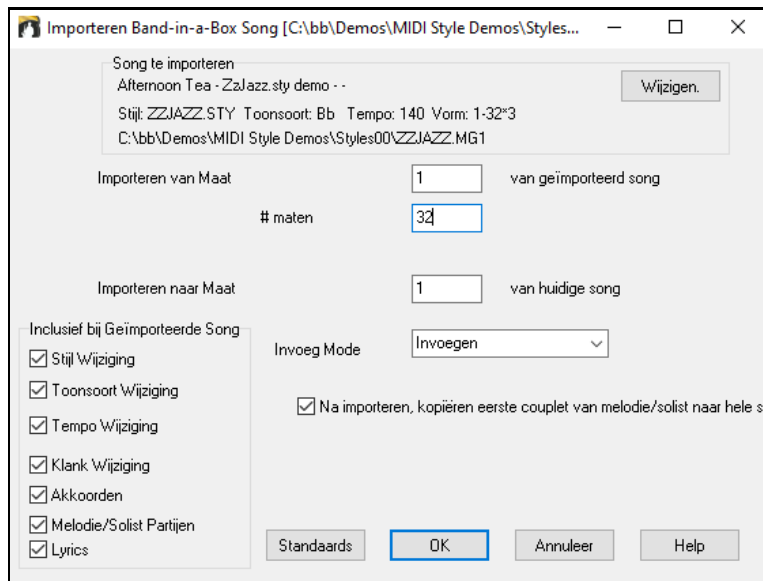 Importeren Band-in-a-Box Song [C:\bb\Demos\MIDI Style Demos\Styles...
Song te importeren
Afternoon Tea - ZzJazz.sty demo - -
Wijzigen.
Stijl: ZZJAZZ.STY Toonsoort: Bb Tempo: 140 Vorm: 1-32*3
C:\bb\Demos\MIDI Style Demos\Styles00\ZZJAZZ.MG1
Importeren van Maat 1 van geïmporteerd song
# maten 32
Importeren naar Maat 1 van huidige song
Inclusief bij Geïmporteerde Song
Invoeg Mode Invoegen
Stijl Wijziging
Toonsoort Wijziging
Na importeren, kopiëren eerste couplet van melodie/solist naar hele s
Tempo Wijziging
Klank Wijziging
Akkoorden
Melodie/Solist Partijen
Lyrics
Standaards OK Annuleer Help